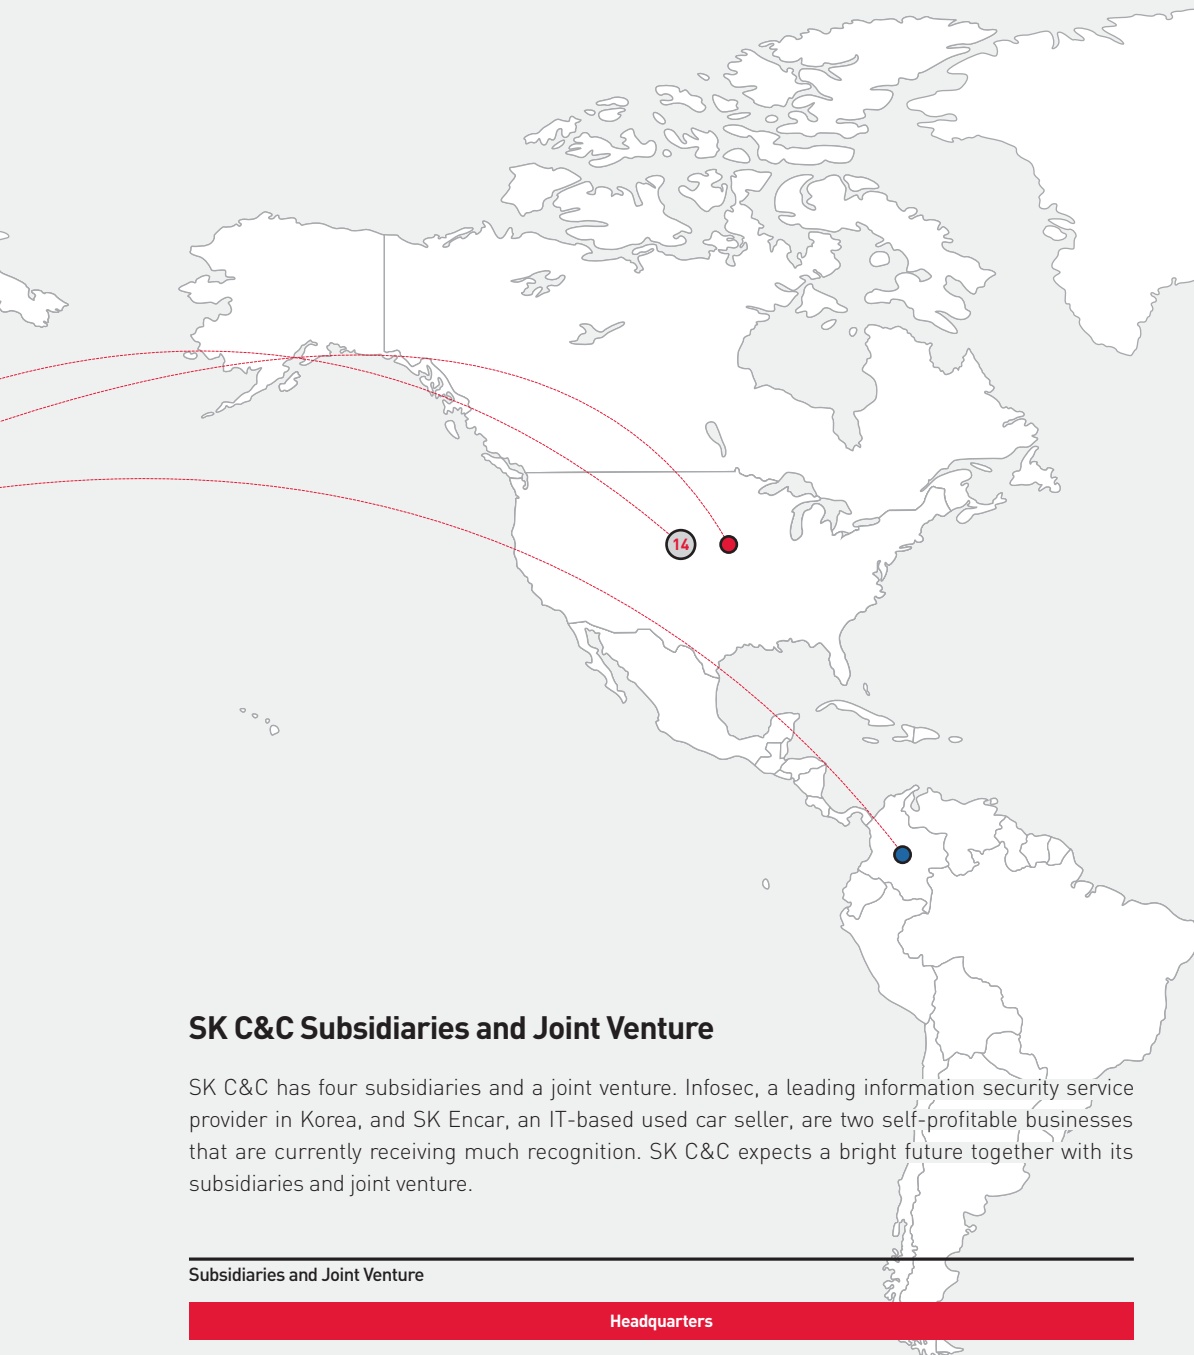 14
SK C&C Subsidiaries and Joint Venture
SK C&C has four subsidiaries and a joint venture. Infosec, a leading information security service
provider in Korea, and SK Encar, an IT-based used car seller, are two self-profitable businesses
that are currently receiving much recognition. SK C&C expects a bright future together with its
subsidiaries and joint venture.
Subsidiaries and Joint Venture
Headquarters